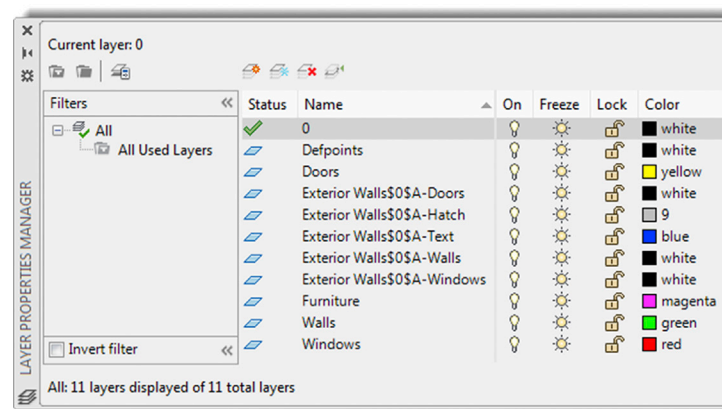 Current layer: 0
Filters
Status Name On Freeze Lock Color
All
All Used Layers
0 white
Defpoints white
Doors yellow
Exterior Walls$0$A-Doors white
Exterior Walls$0$A-Hatch 9
Exterior Walls$0$A-Text blue
Exterior Walls$0$A-Walls white
Exterior Walls$0$A-Windows white
Furniture magenta
Walls green
Windows red
Invert filter
All: 11 layers displayed of 11 total layers
LAYER PROPERTIES MANAGER